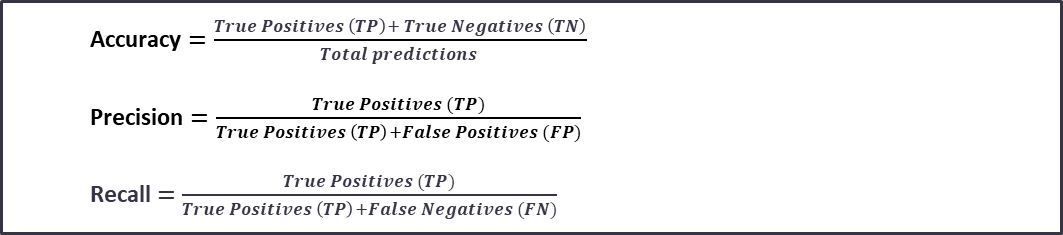 Accuracy = True Positives (TP)+ True Negatives (TN) / Total predictions
Precision = True Positives (TP) / True Positives (TP)+False Positives (FP)
Recall = True Positives (TP) / True Positives (TP)+False Negatives (FN)